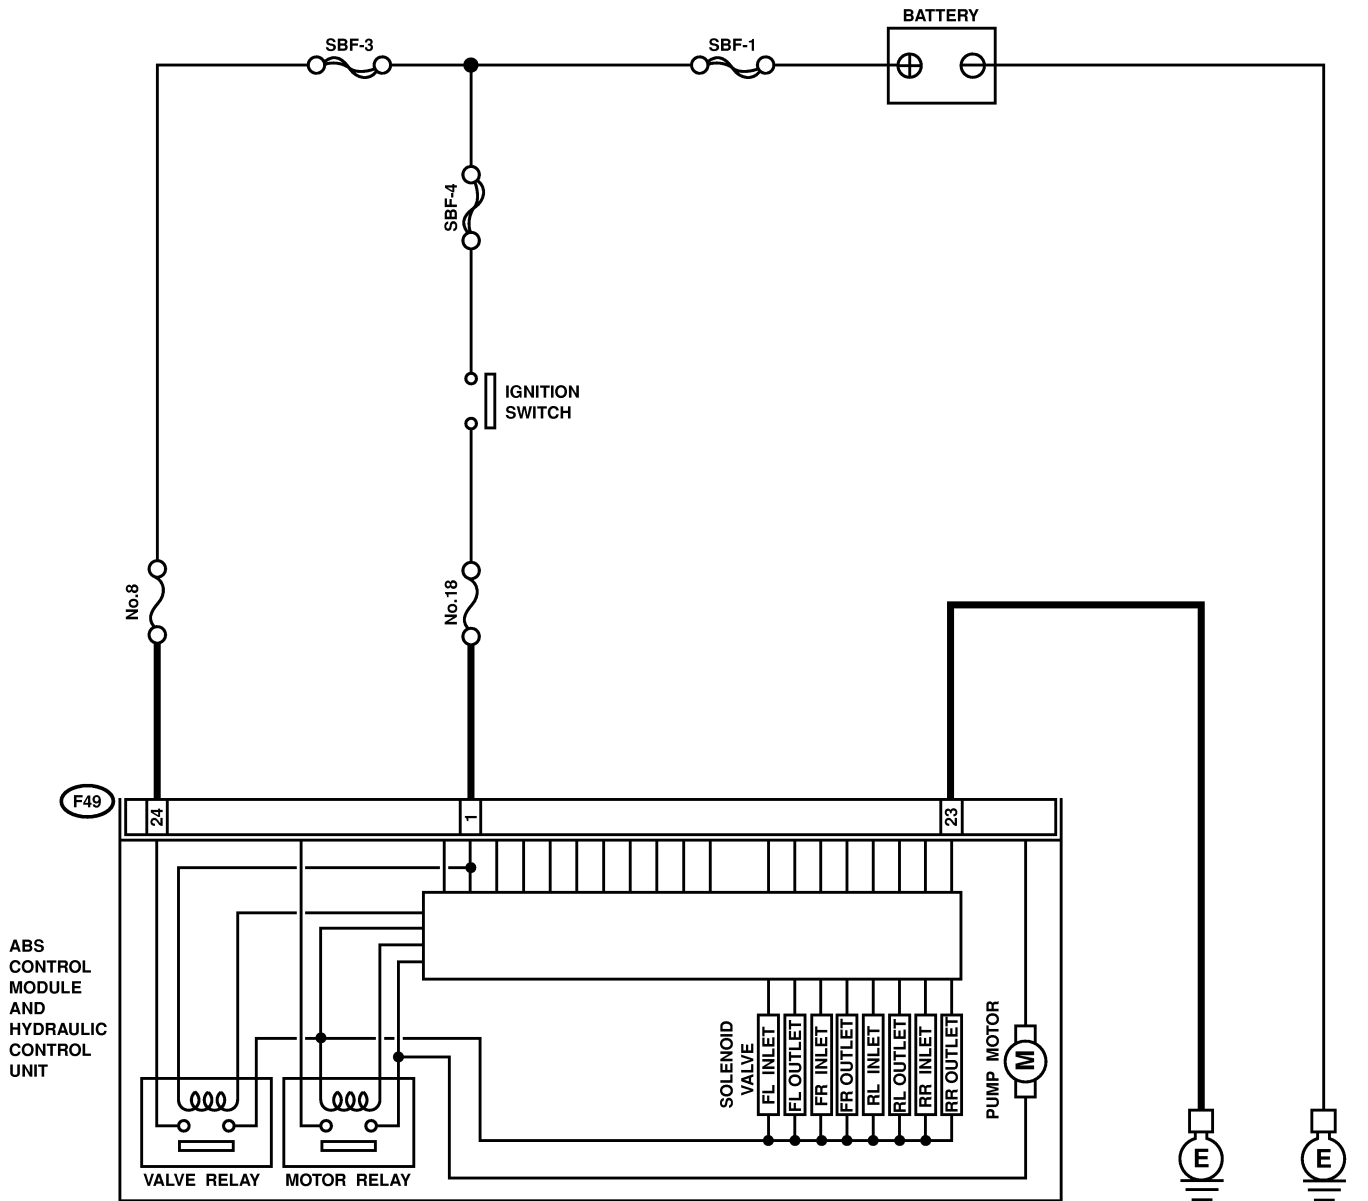 BATTERY
SBF-3
SBF-1
SBF-4
IGNITION
SWITCH
No.8
No.18
F49
24
1
23
ABS
CONTROL
MODULE
AND
HYDRAULIC
CONTROL
UNIT
SOLENOID
VALVE
FL INLET
FL OUTLET
FR INLET
FR OUTLET
RL INLET
RL OUTLET
RR INLET
RR OUTLET
PUMP MOTOR
M
VALVE RELAY
MOTOR RELAY
E
E